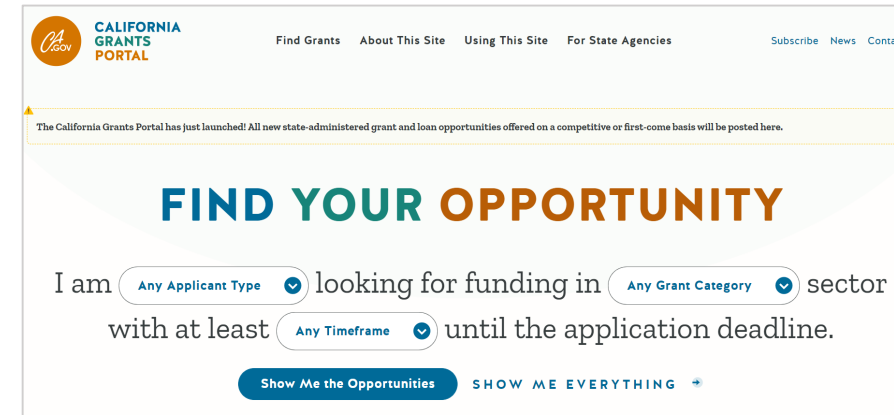 CA.GOV
CALIFORNIA
GRANTS
PORTAL
Find Grants About This Site Using This Site For State Agencies
Subscribe News Conta
The California Grants Portal has just launched! All new state-administered grant and loan opportunities offered on a competitive or first-come basis will be posted here.
FIND YOUR OPPORTUNITY
I am Any Applicant Type looking for funding in Any Grant Category sector
with at least Any Timeframe until the application deadline.
Show Me the Opportunities SHOW ME EVERYTHING